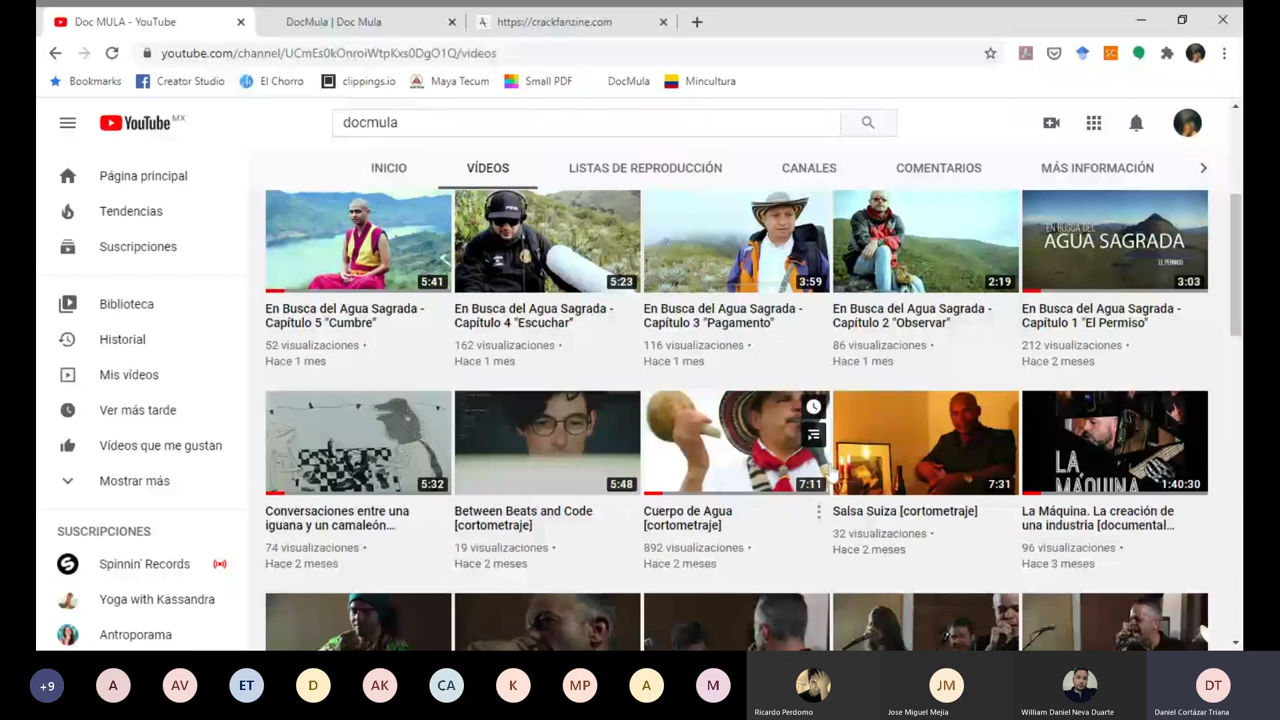 Doc MULA - YouTube
DocMula | Doc Mula
https://crackfanzine.com
youtube.com/channel/UCmEs0kOnroiWtpKxs0DgO1Q/videos
Bookmarks
Creator Studio
El Chorro
clippings.io
Maya Tecum
Small PDF
DocMula
Mincultura
YouTube MX
docmula
Página principal
Tendencias
Suscripciones
Biblioteca
Historial
Mis vídeos
Ver más tarde
Vídeos que me gustan
Mostrar más
SUSCRIPCIONES
Spinnin' Records
Yoga with Kassandra
Antroporama
INICIO
VÍDEOS
LISTAS DE REPRODUCCIÓN
CANALES
COMENTARIOS
MÁS INFORMACIÓN
5:41
En Busca del Agua Sagrada -
Capítulo 5 "Cumbre"
52 visualizaciones •
Hace 1 mes
PING
5:23
En Busca del Agua Sagrada -
Capítulo 4 "Escuchar"
162 visualizaciones •
Hace 1 mes
3:59
En Busca del Agua Sagrada -
Capítulo 3 "Pagamento"
116 visualizaciones •
Hace 1 mes
2:19
En Busca del Agua Sagrada -
Capítulo 2 "Observar"
86 visualizaciones •
Hace 1 mes
EN BUSCA DEL
AGUA SAGRADA
EL PERMISO
3:03
En Busca del Agua Sagrada -
Capítulo 1 "El Permiso"
212 visualizaciones •
Hace 2 meses
5:32
Conversaciones entre una
iguana y un camaleón...
74 visualizaciones •
Hace 2 meses
5:48
Between Beats and Code
[cortometraje]
19 visualizaciones •
Hace 2 meses
7:11
Cuerpo de Agua
[cortometraje]
892 visualizaciones •
Hace 2 meses
7:31
Salsa Suiza [cortometraje]
32 visualizaciones •
Hace 2 meses
LA
MÁQUINA
1:40:30
La Máquina. La creación de
una industria [documental...
96 visualizaciones •
Hace 3 meses
+9
A
AV
ET
D
AK
CA
K
MP
A
M
Ricardo Perdomo
JM
Jose Miguel Mejía
William Daniel Neva Duarte
DT
Daniel Cortázar Triana